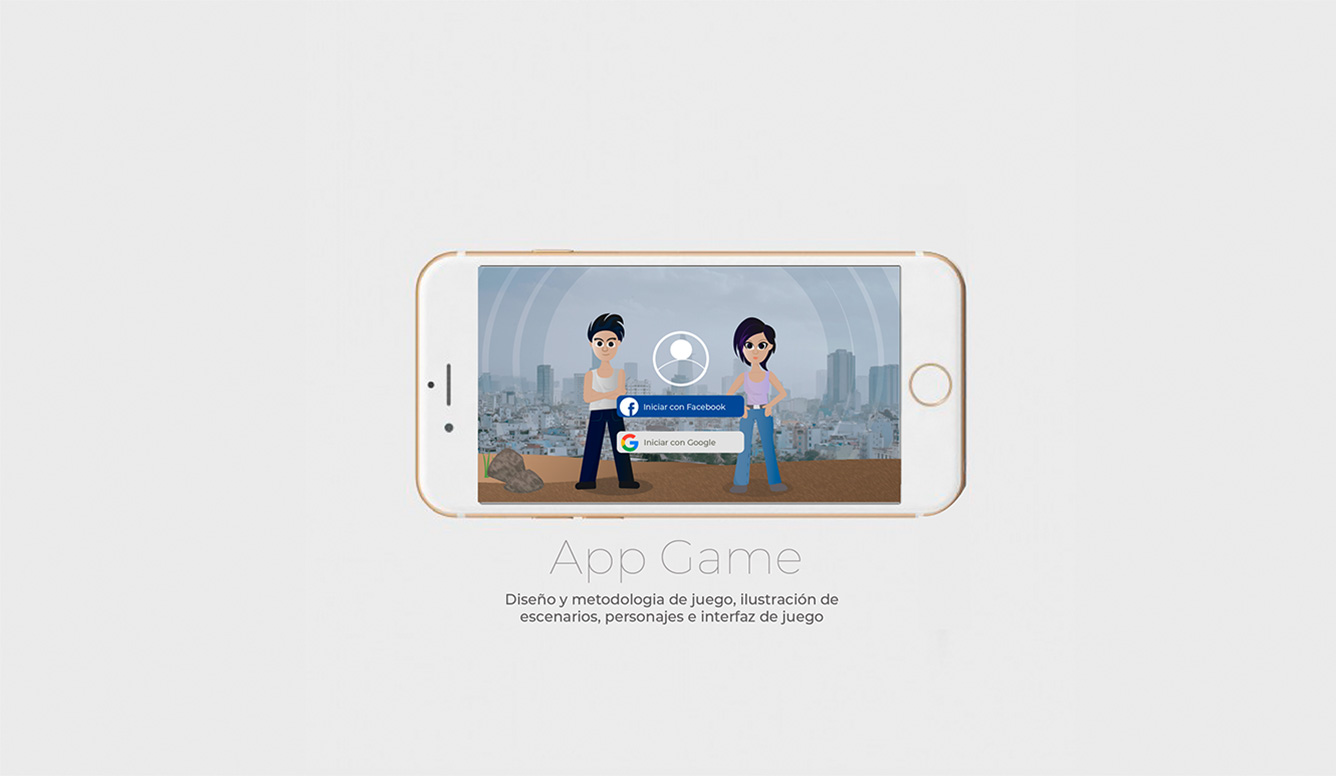 Iniciar con Facebook
Iniciar con Google
App Game
Diseño y metodologia de juego, ilustración de
escenarios, personajes e interfaz de juego